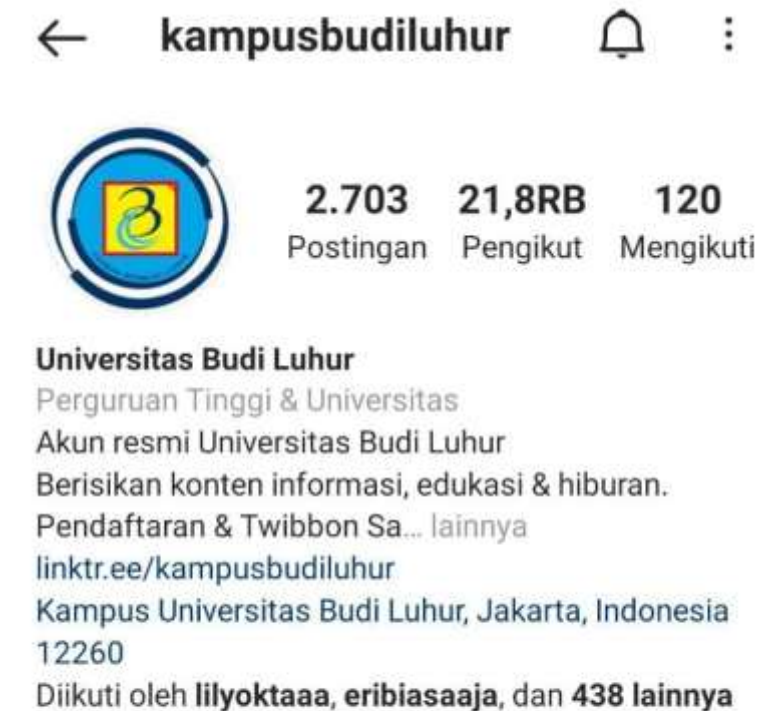 kampusbudiluhur
2.703 21,8RB 120
Postingan Pengikut Mengikuti
Universitas Budi Luhur
Perguruan Tinggi & Universitas
Akun resmi Universitas Budi Luhur
Berisikan konten informasi, edukasi & hiburan.
Pendaftaran & Twibbon Sa... lainnya
linktr.ee/kampusbudiluhur
Kampus Universitas Budi Luhur, Jakarta, Indonesia
12260
Diikuti oleh lilyoktaaa, eribiasaaja, dan 438 lainnya